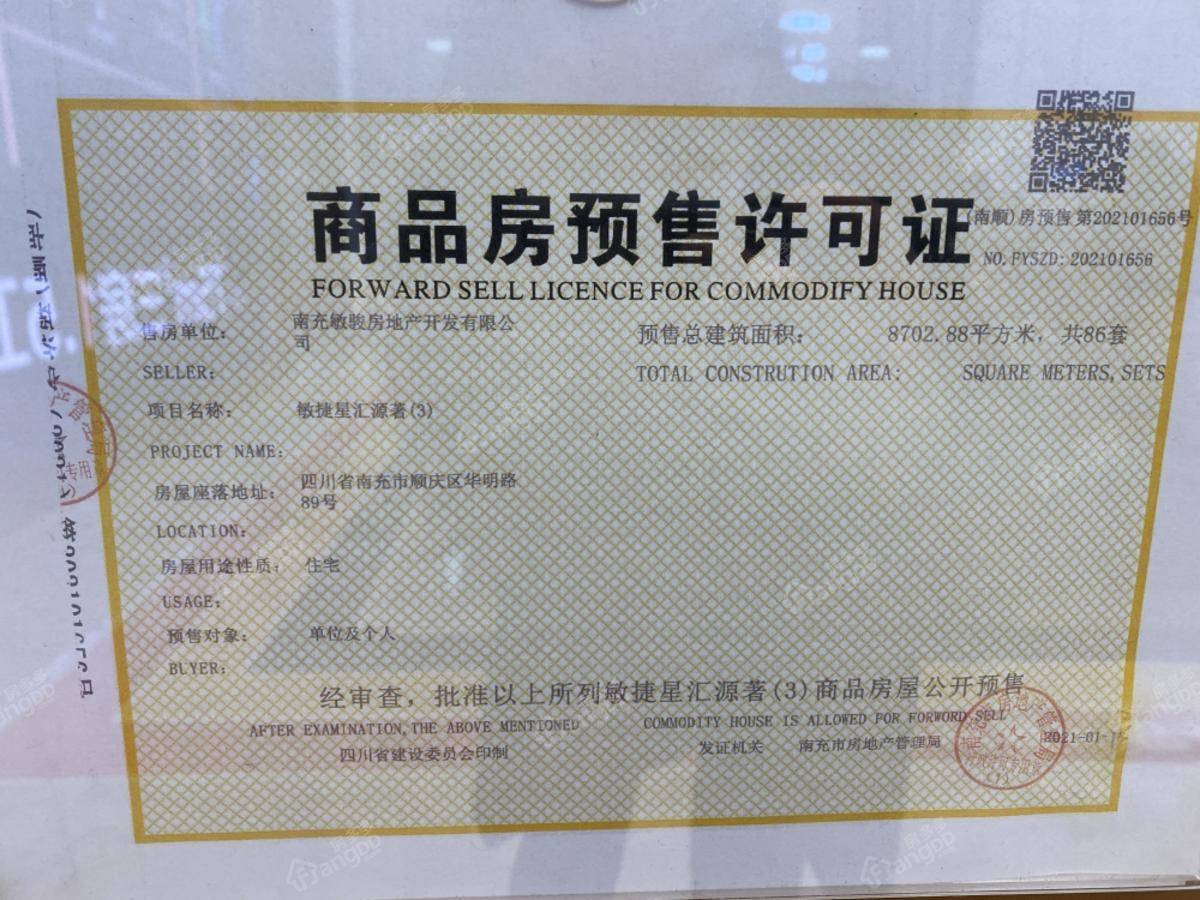 商品房预售许可证
(南顺)房预售第202101656号
NO.FYSZD:202101656
FORWARD SELL LICENCE FOR COMMODIFY HOUSE
售房单位： 南充敏骏房地产开发有限公
司
预售总建筑面积： 8702.88平方米，共86套
SELLER:
TOTAL CONSTRUTION AREA: SQUARE METERS,SETS
项目名称： 敏捷星汇源著(3)
PROJECT NAME:
房屋座落地址： 四川省南充市顺庆区华明路
89号
LOCATION:
房屋用途性质： 住宅
USAGE:
预售对象： 单位及个人
BUYER:
经审查，批准以上所列敏捷星汇源著(3)商品房屋公开预售
AFTER EXAMINATION,THE ABOVE MENTIONED COMMODITY HOUSE IS ALLOWED FOR FORWORD SELL
四川省建设委员会印制 发证机关 南充市房地产管理局 2021-01-
专用